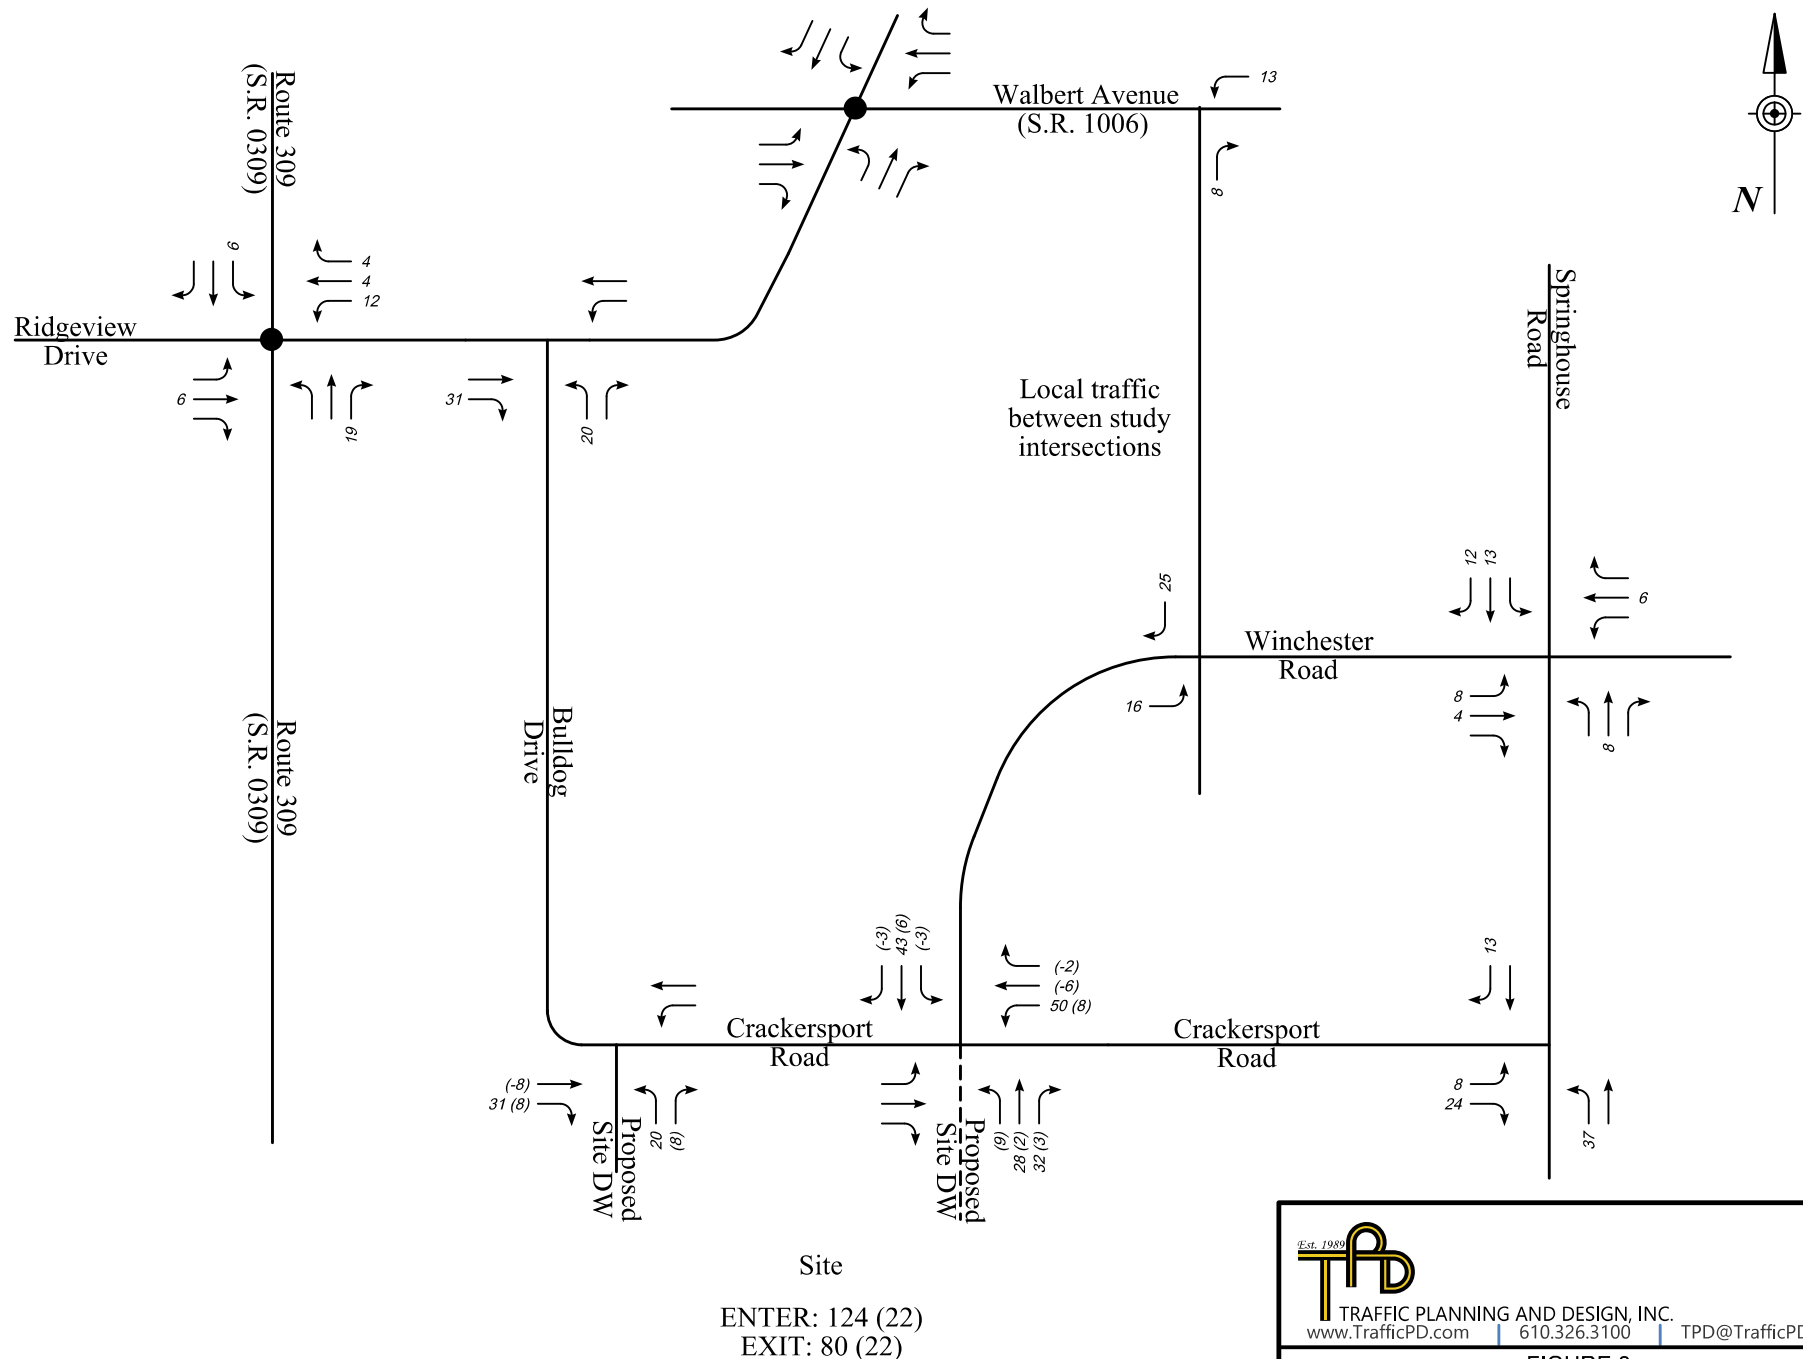 Route 309
(S.R. 0309)
Walbert Avenue
(S.R. 1006)
13
8
N
6
4
4
12
Ridgeview
Drive
6
19
31
20
Springhouse
Road
Local traffic
between study
intersections
25
16
Winchester
Road
12
13
6
8
4
8
Route 309
(S.R. 0309)
Bulldog
Drive
(-3)
43 (6)
(-3)
(-2)
(-6)
50 (8)
13
Crackersport
Road
Crackersport
Road
(-8)
31 (8)
20
(8)
Proposed
Site DW
(9)
28 (2)
32 (3)
Proposed
Site DW
8
24
37
Site
ENTER: 124 (22)
EXIT: 80 (22)
Est. 1989
TPD
TRAFFIC PLANNING AND DESIGN, INC.
www.TrafficPD.com | 610.326.3100 | TPD@TrafficPD